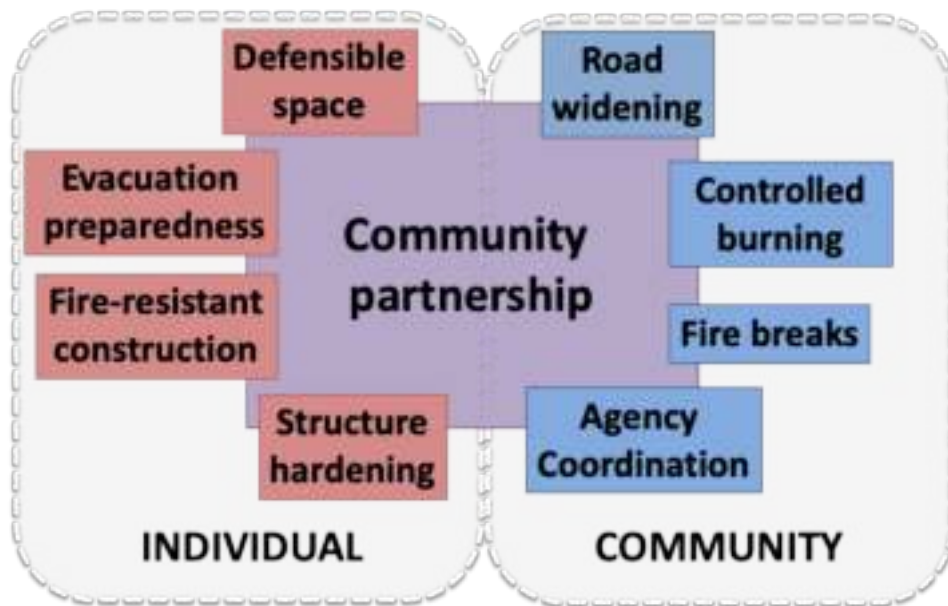 Defensible
space
Evacuation
preparedness
Fire-resistant
construction
Structure
hardening
INDIVIDUAL
Community
partnership
Road
widening
Controlled
burning
Fire breaks
Agency
Coordination
COMMUNITY